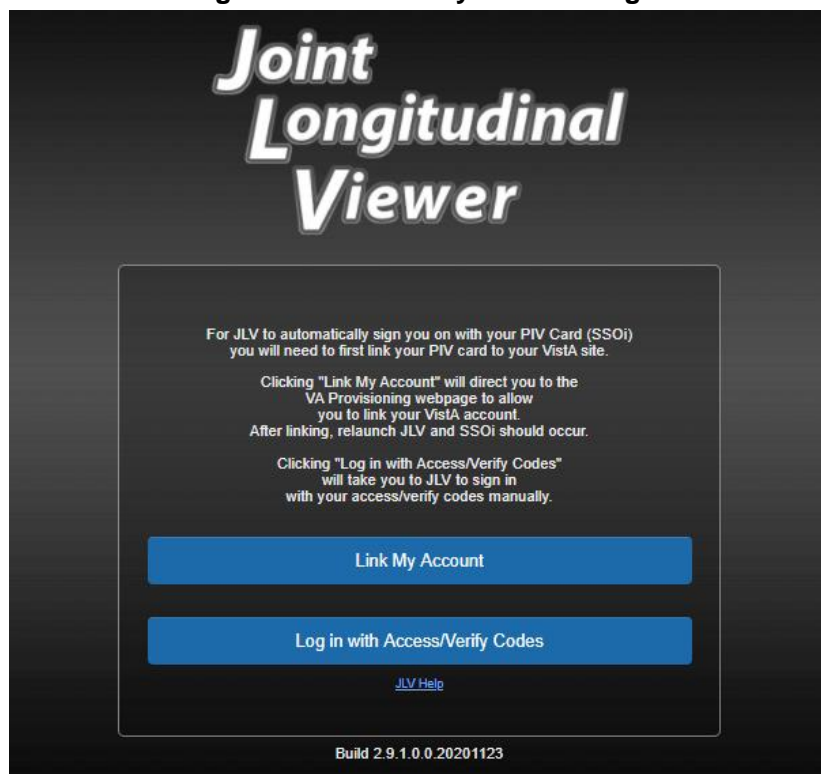 Joint
Longitudinal
Viewer
For JLV to automatically sign you on with your PIV Card (SSOi)
you will need to first link your PIV card to your VistA site.
Clicking "Link My Account" will direct you to the
VA Provisioning webpage to allow
you to link your VistA account.
After linking, relaunch JLV and SSOi should occur.
Clicking "Log in with Access/Verify Codes"
will take you to JLV to sign in
with your access/verify codes manually.
Link My Account
Log in with Access/Verify Codes
JLV Help
Build 2.9.1.0.0.20201123